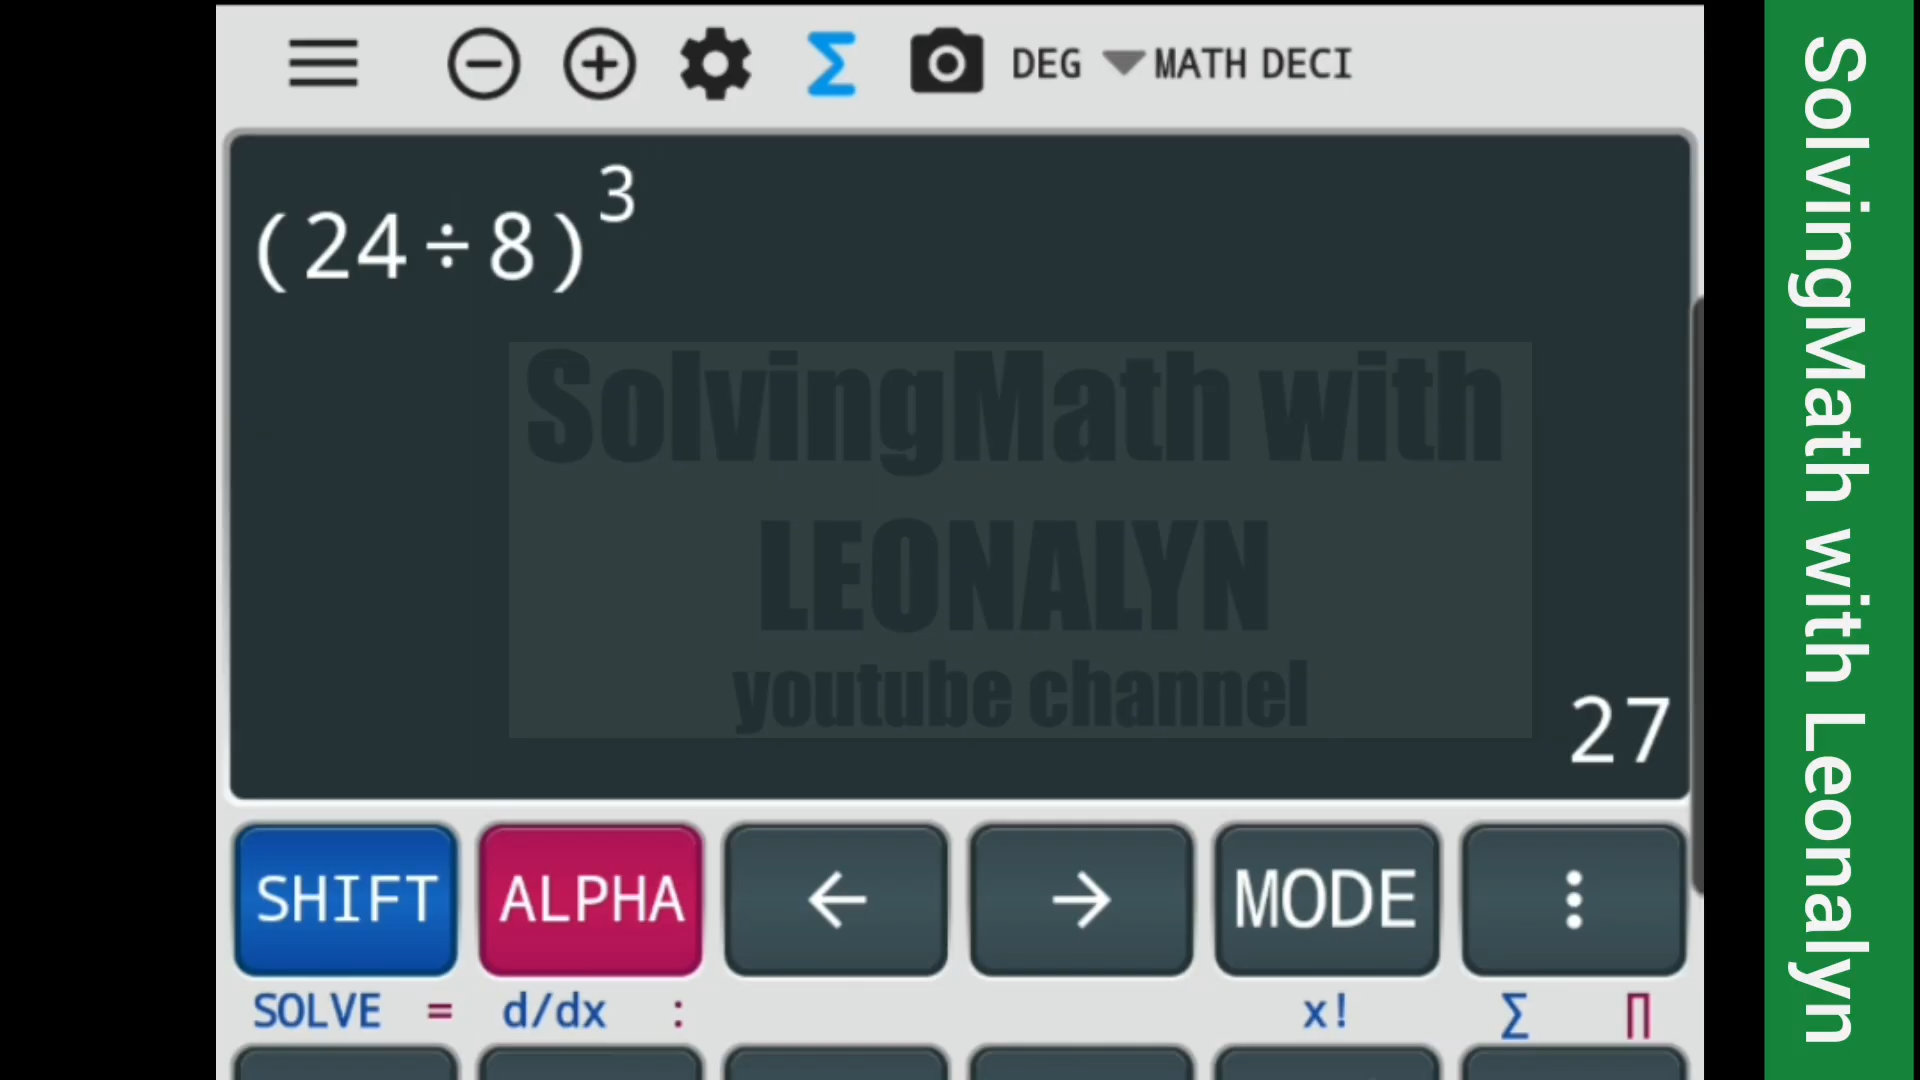 DEG MATH DECI
(24÷8)³
SolvingMath with
LEONALYN
youtube channel
27
SHIFT ALPHA ← → MODE ⋮
SOLVE = d/dx : x! Σ ∏
SolvingMath with Leonalyn